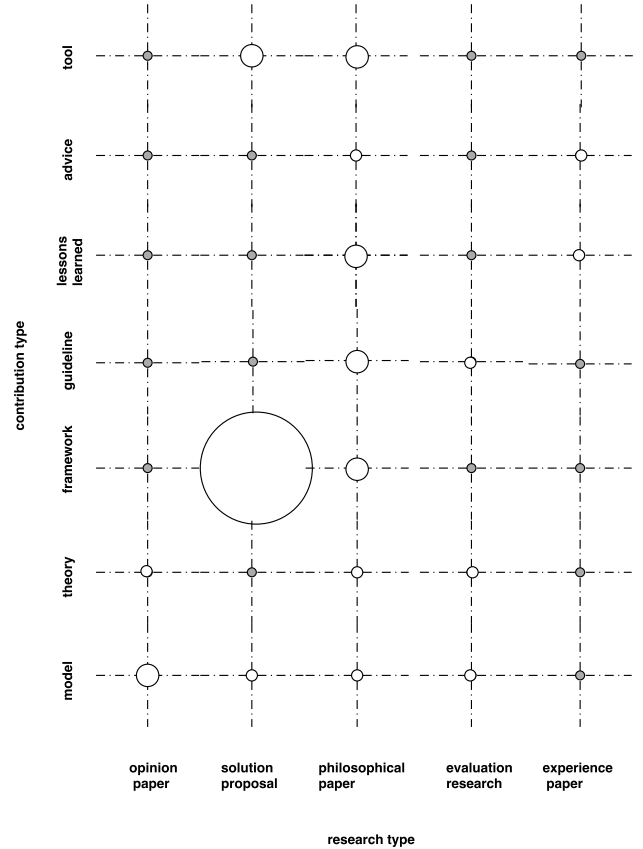 tool
advice
lessons
learned
guideline
framework
theory
model
contribution type
opinion
paper
solution
proposal
philosophical
paper
evaluation
research
experience
paper
research type